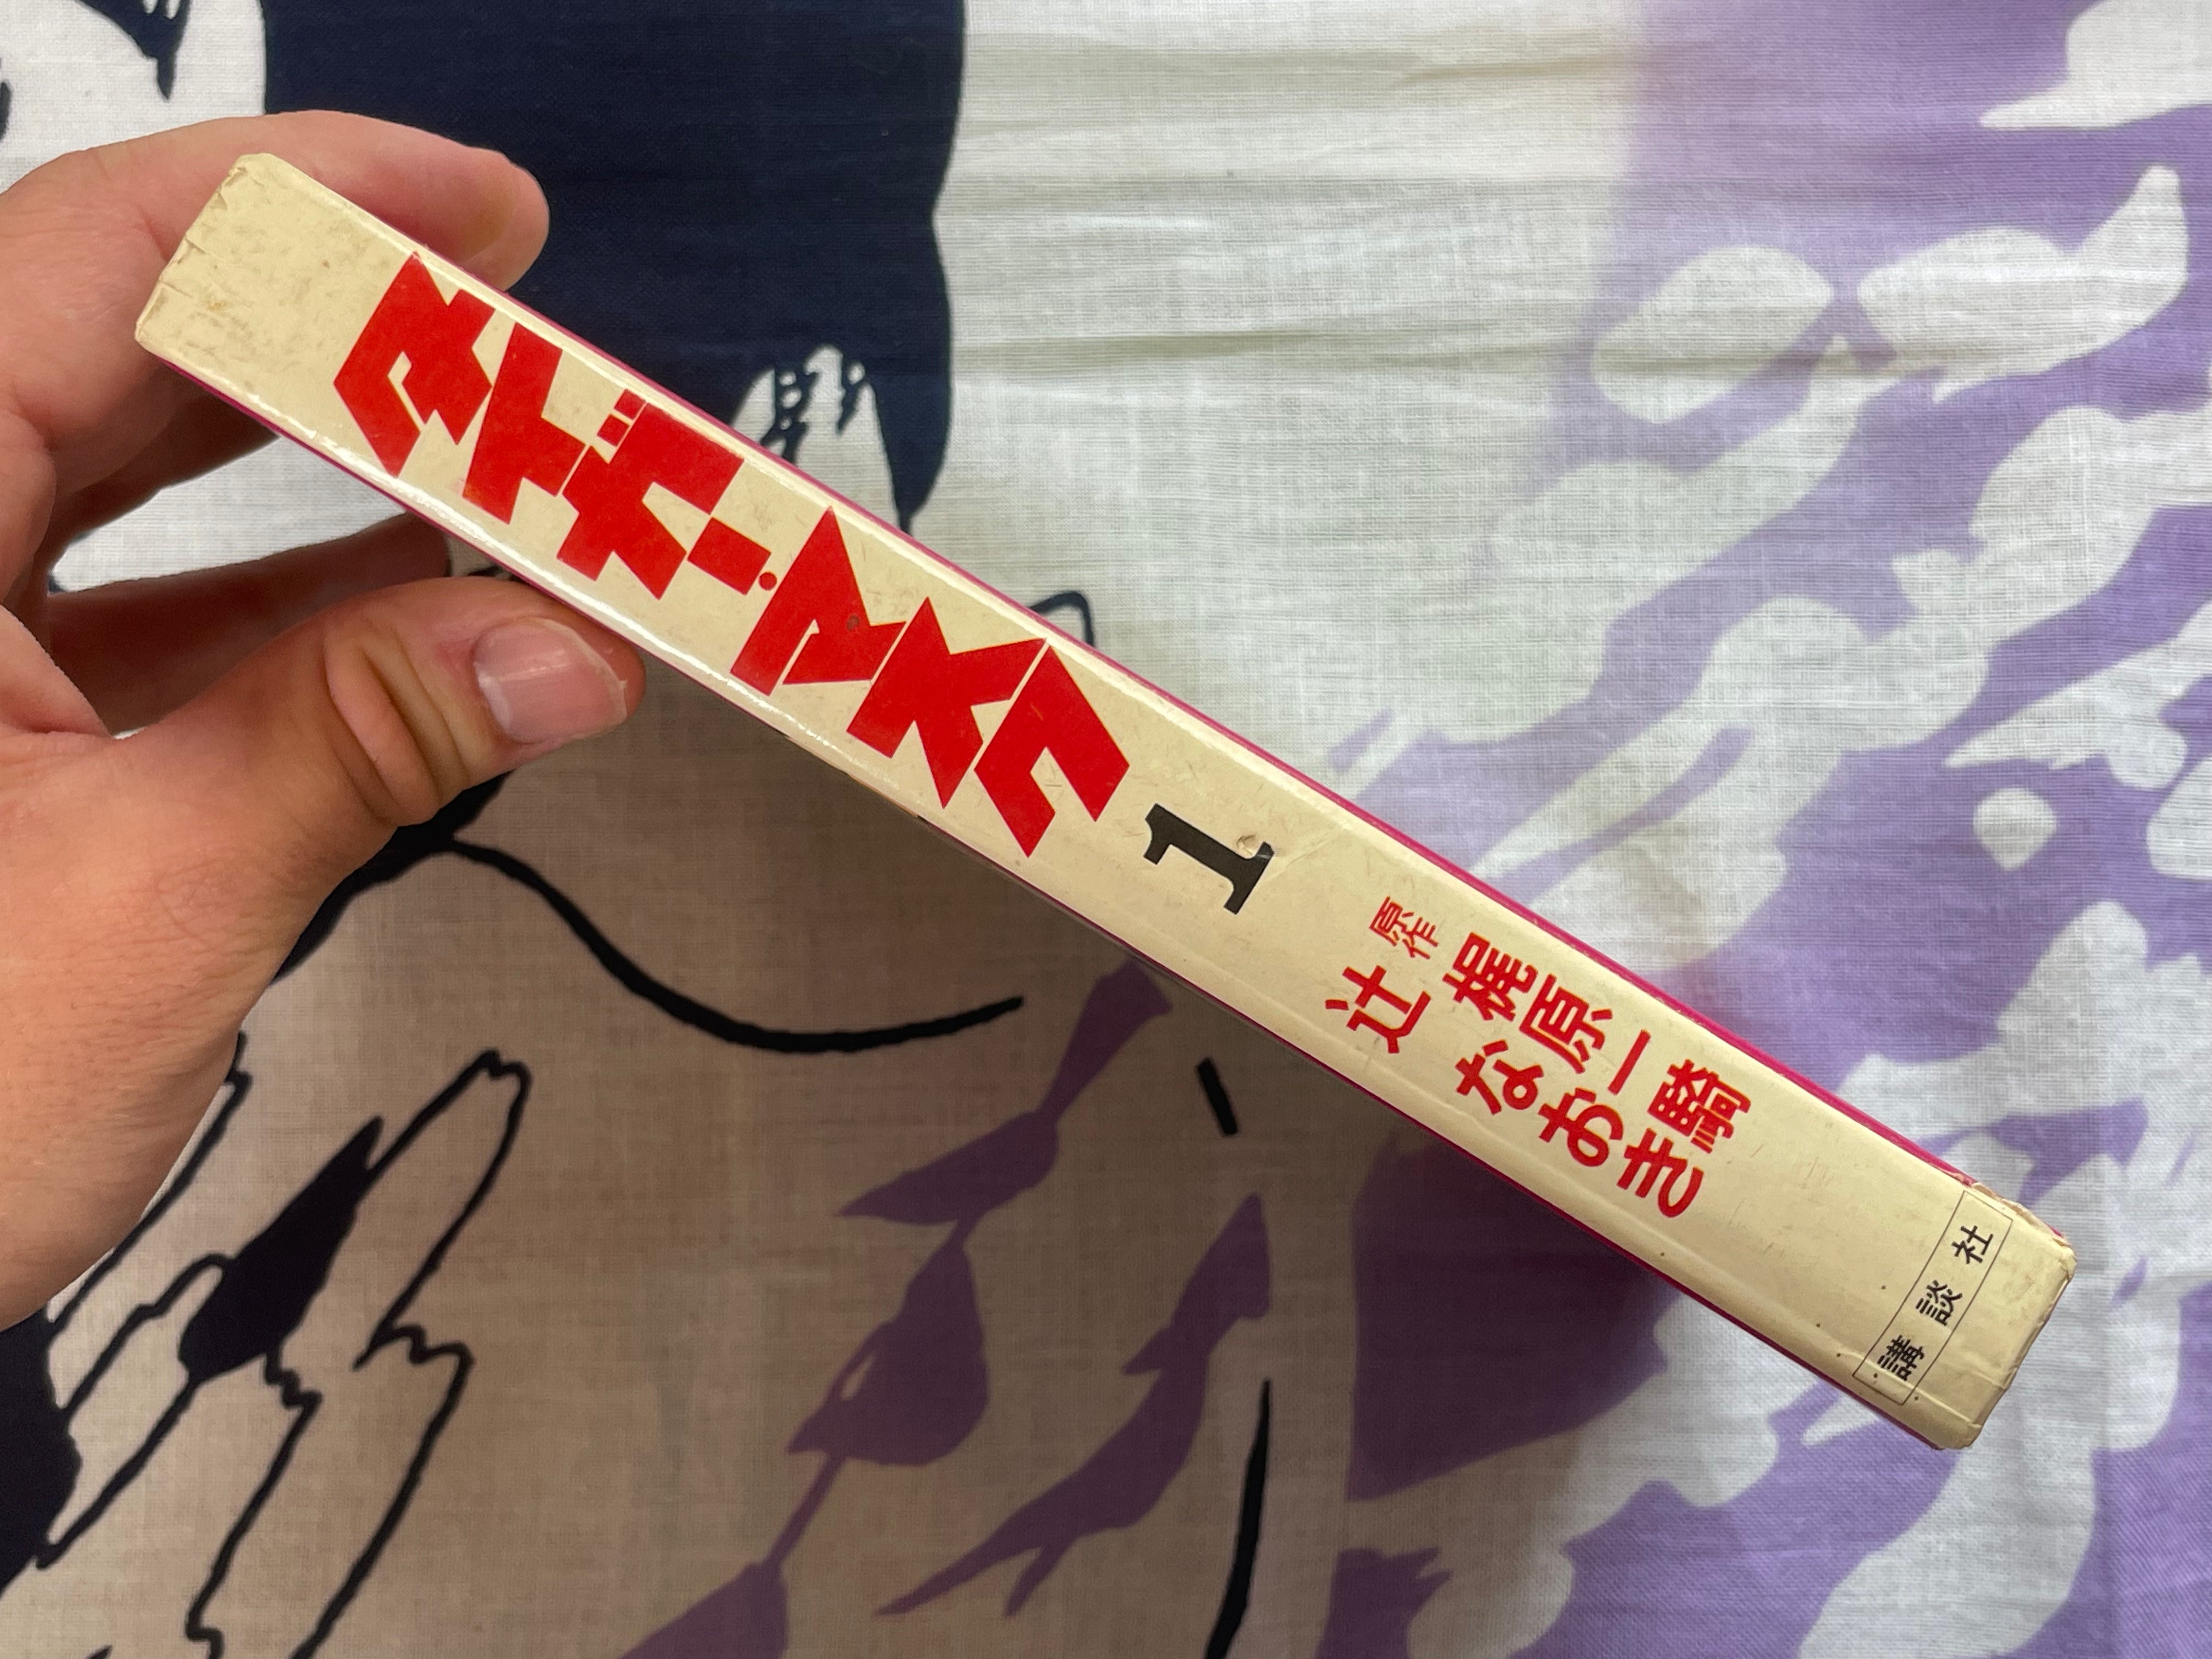 タイガーマスク
1
原作 梶原一騎
辻なおき
講談社